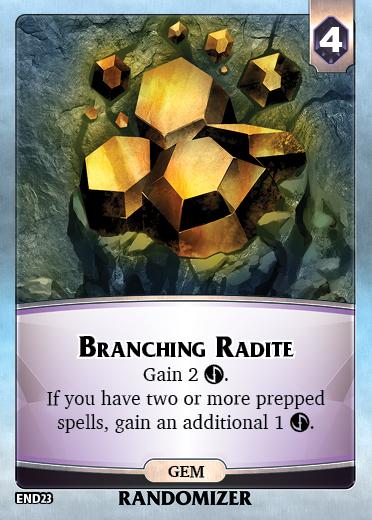 4
BRANCHING RADITE
Gain 2 .
If you have two or more prepped
spells, gain an additional 1 .
GEM
END23
RANDOMIZER